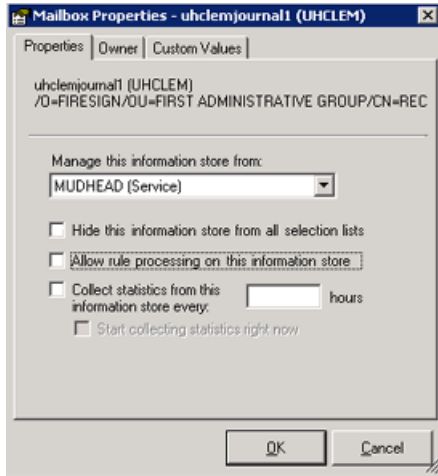 Mailbox Properties - uhclemjournal1 (UHCLEM)
Properties Owner Custom Values
uhclemjournal1 (UHCLEM)
/O=FIRESIGN/OU=FIRST ADMINISTRATIVE GROUP/CN=REC
Manage this information store from:
MUDHEAD (Service)
Hide this information store from all selection lists
Allow rule processing on this information store
Collect statistics from this
information store every: hours
Start collecting statistics right now
OK Cancel